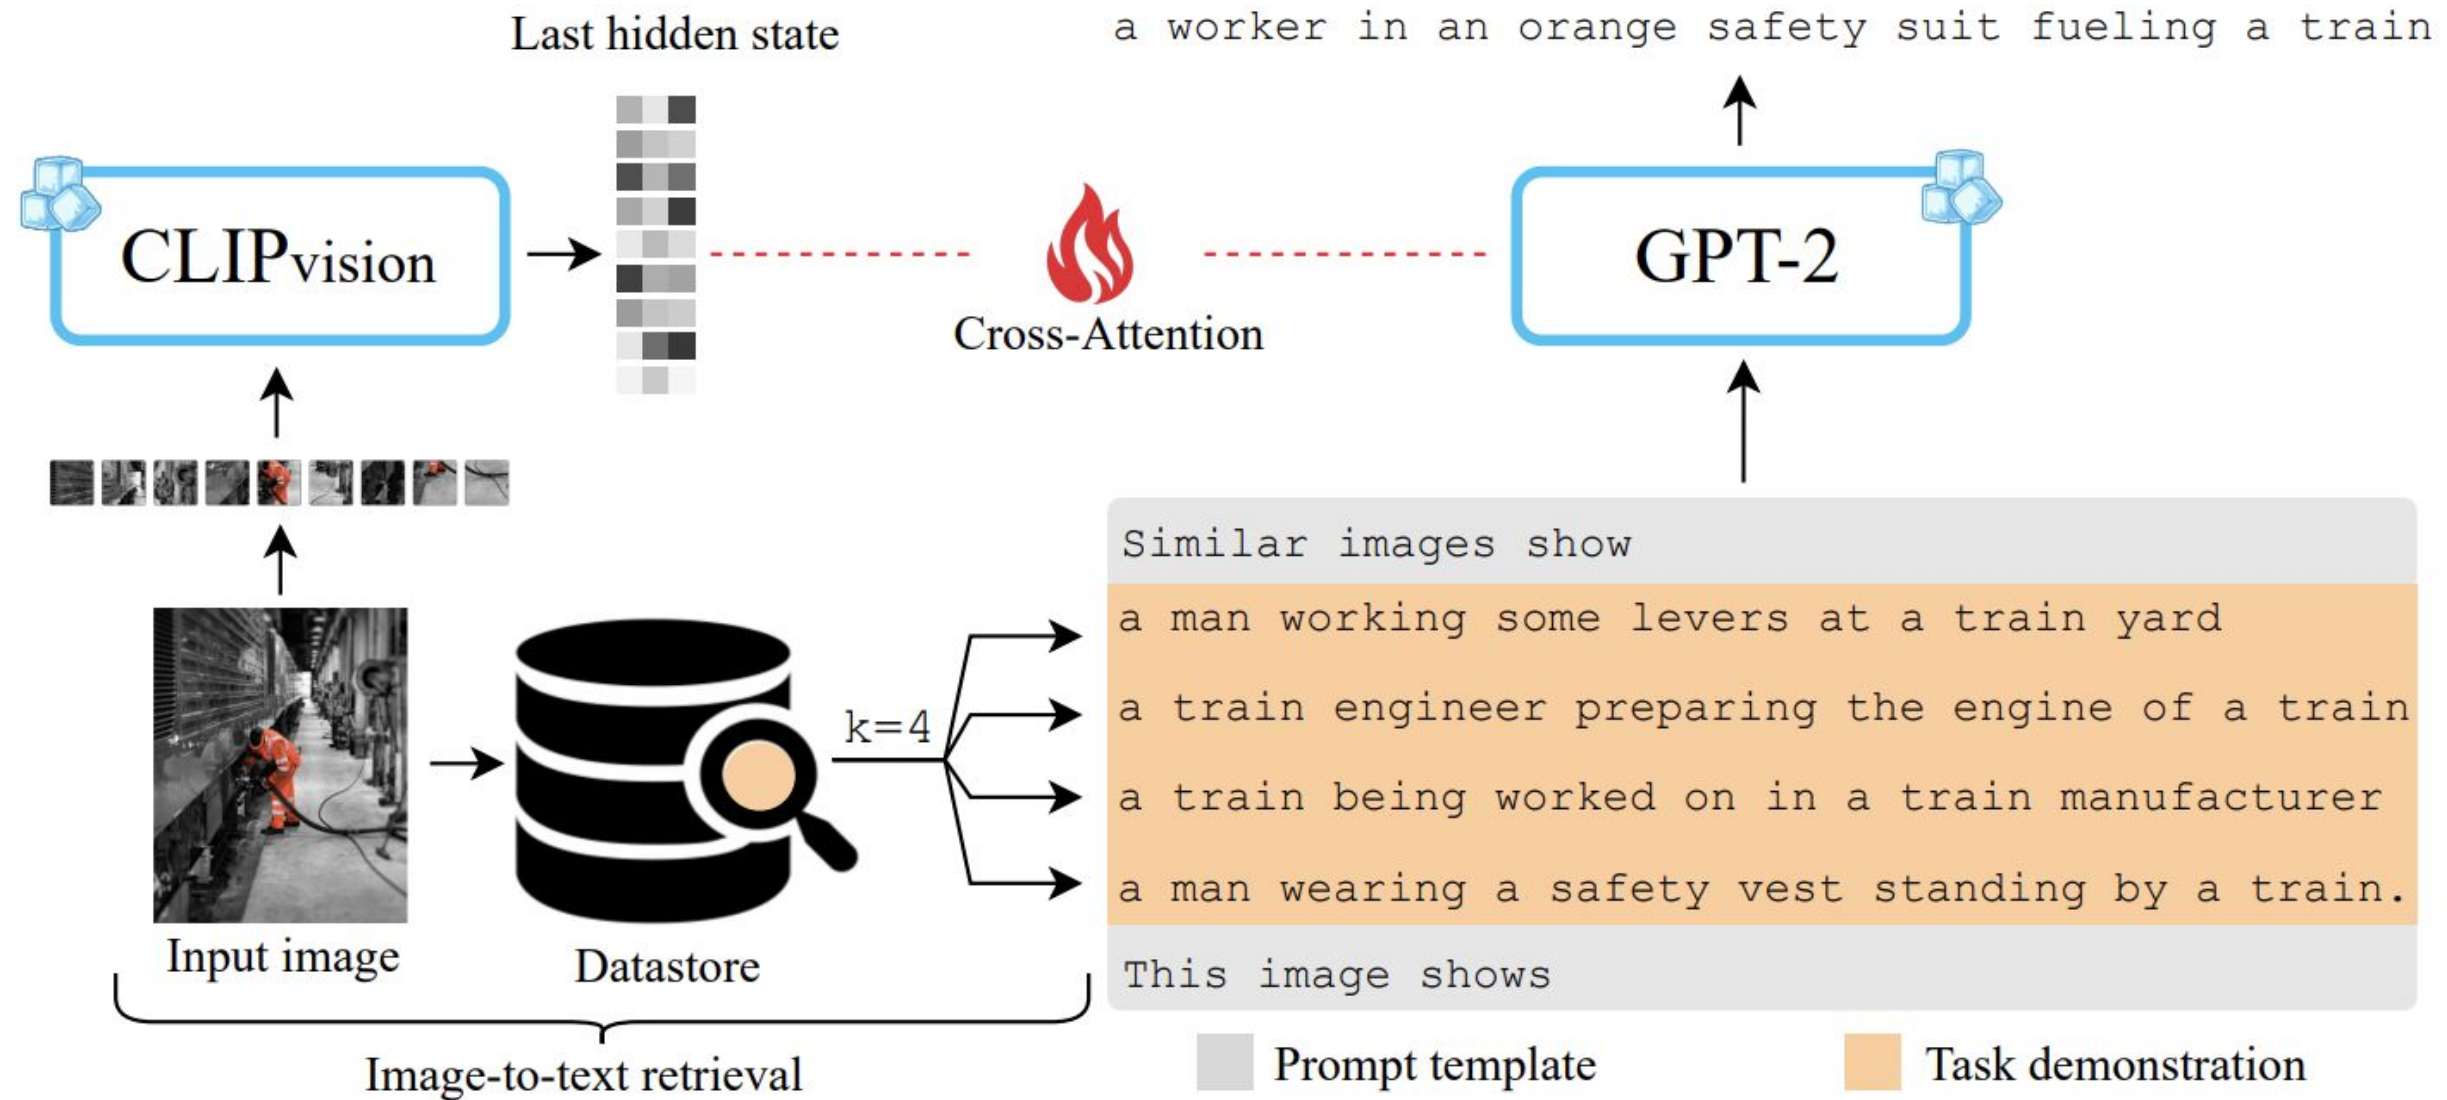 Last hidden state
a worker in an orange safety suit fueling a train
CLIPvision
Cross-Attention
GPT-2
Similar images show
a man working some levers at a train yard
a train engineer preparing the engine of a train
k=4
a train being worked on in a train manufacturer
a man wearing a safety vest standing by a train.
This image shows
Input image
Datastore
Image-to-text retrieval
Prompt template
Task demonstration